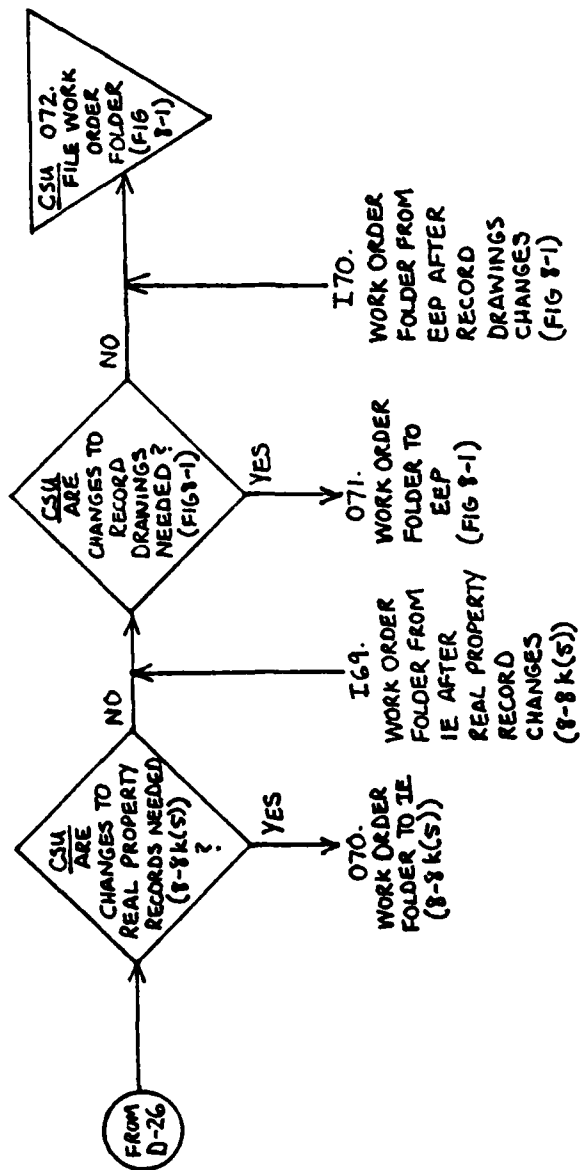 FROM
D-26
CSU
ARE
CHANGES TO
REAL PROPERTY
RECORDS NEEDED
(8-8k(5))
?
NO
YES
O70.
WORK ORDER
FOLDER TO IE
(8-8k(5))
I69.
WORK ORDER
FOLDER FROM
IE AFTER
REAL PROPERTY
RECORD
CHANGES
(8-8k(5))
CSU
ARE
CHANGES TO
RECORD
DRAWINGS
NEEDED?
(FIG 8-1)
NO
YES
O71.
WORK ORDER
FOLDER TO
EEP
(FIG 8-1)
I70.
WORK ORDER
FOLDER FROM
EEP AFTER
RECORD
DRAWINGS
CHANGES
(FIG 8-1)
CSU O72.
FILE WORK
ORDER
FOLDER
(FIG
8-1)